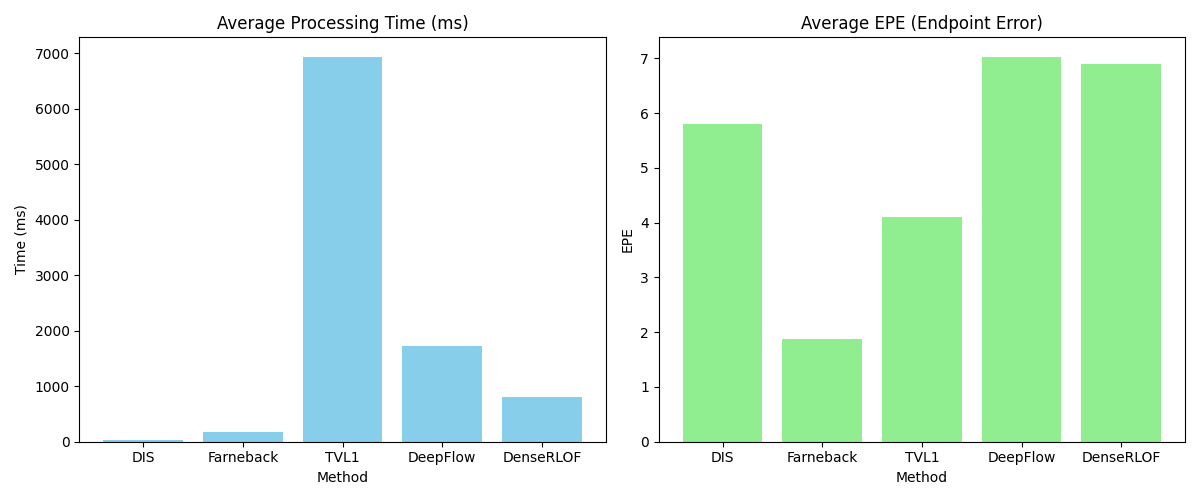 Average Processing Time (ms)
Time (ms)
7000
6000
5000
4000
3000
2000
1000
0
DIS Farneback TVL1 DeepFlow DenseRLOF
Method
Average EPE (Endpoint Error)
EPE
7
6
5
4
3
2
1
0
DIS Farneback TVL1 DeepFlow DenseRLOF
Method